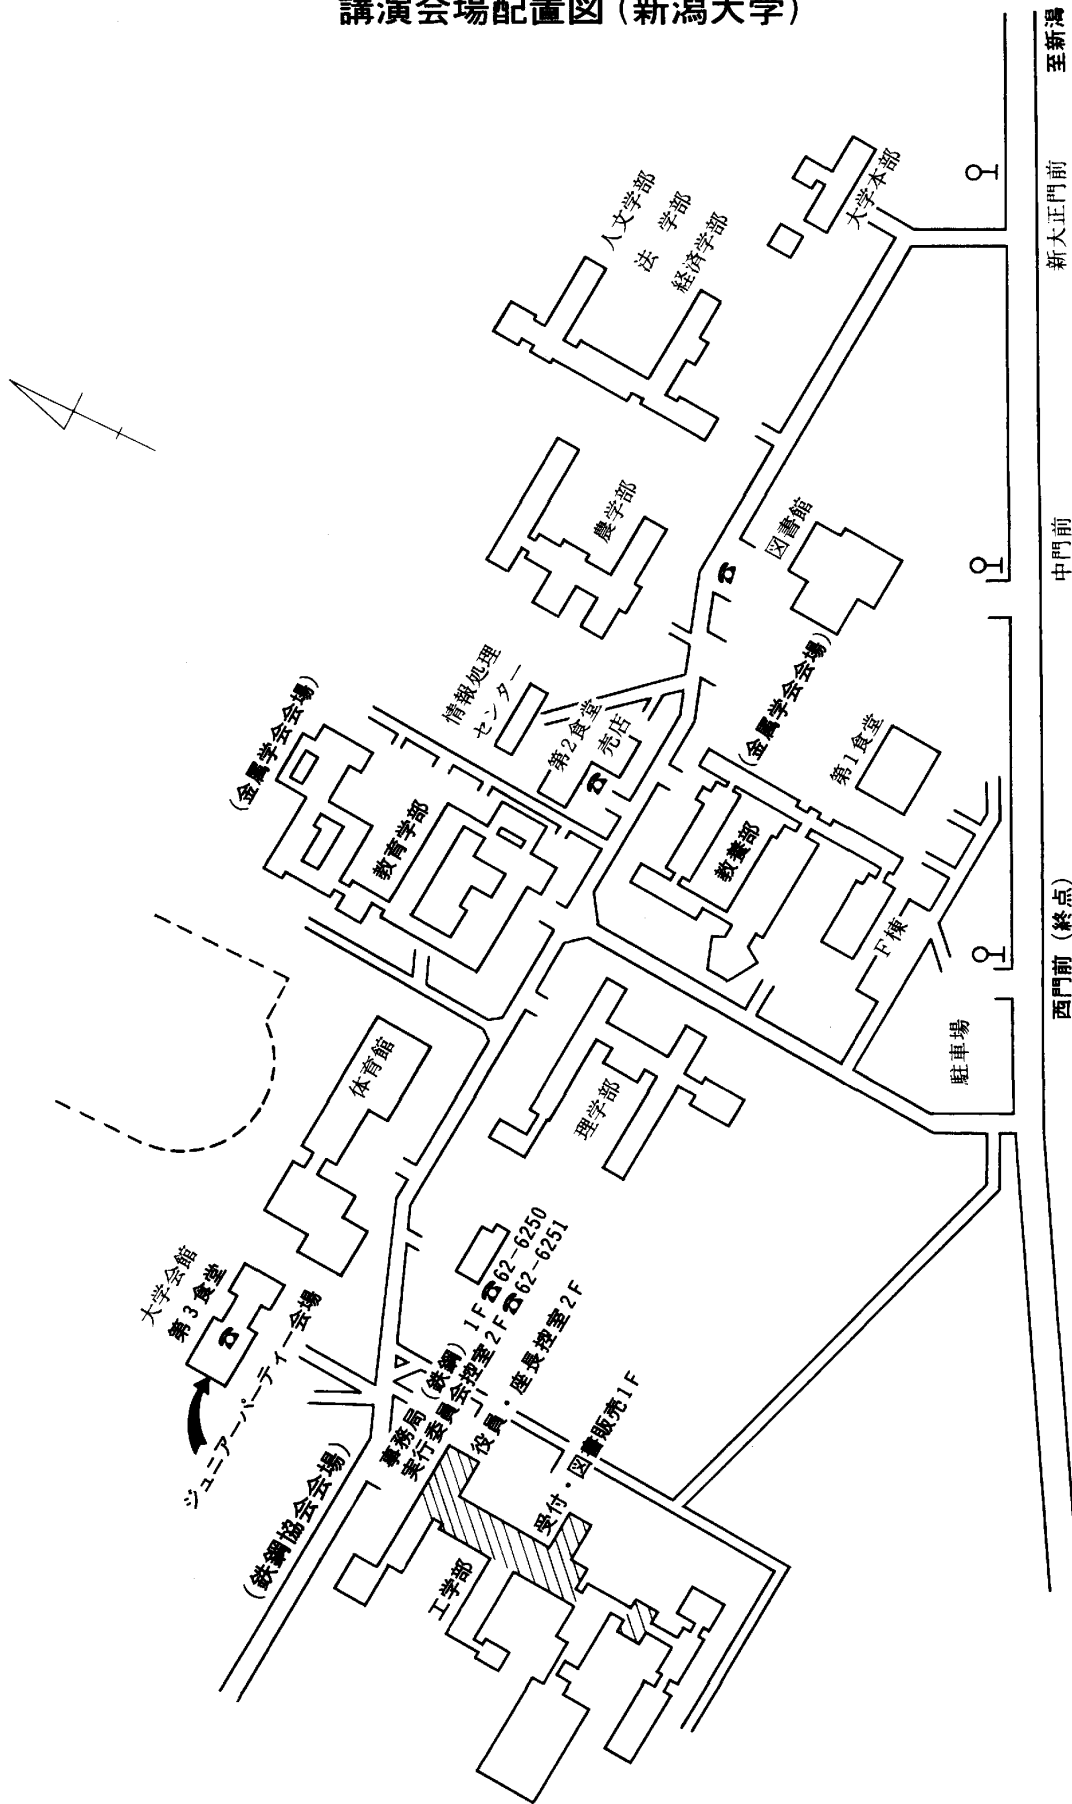 講演会場配置図（新潟大学）
至新潟
新大正門前
中門前
西門前（終点）
大学本部
人文学部
法　学部
経済学部
農学部
図書館
情報処理
センター
第2食堂
売店
(金属学会会場)
教育学部
(金属学会会場)
教養部
第1食堂
F棟
駐車場
理学部
体育館
大学会館
第3食堂
ジュニアーパーティー会場
(鉄鋼協会会場)
事務局（鉄鋼）1F☎62-6250
実行委員会控室2F☎62-6251
役員・座長控室2F
受付・図書販売1F
工学部